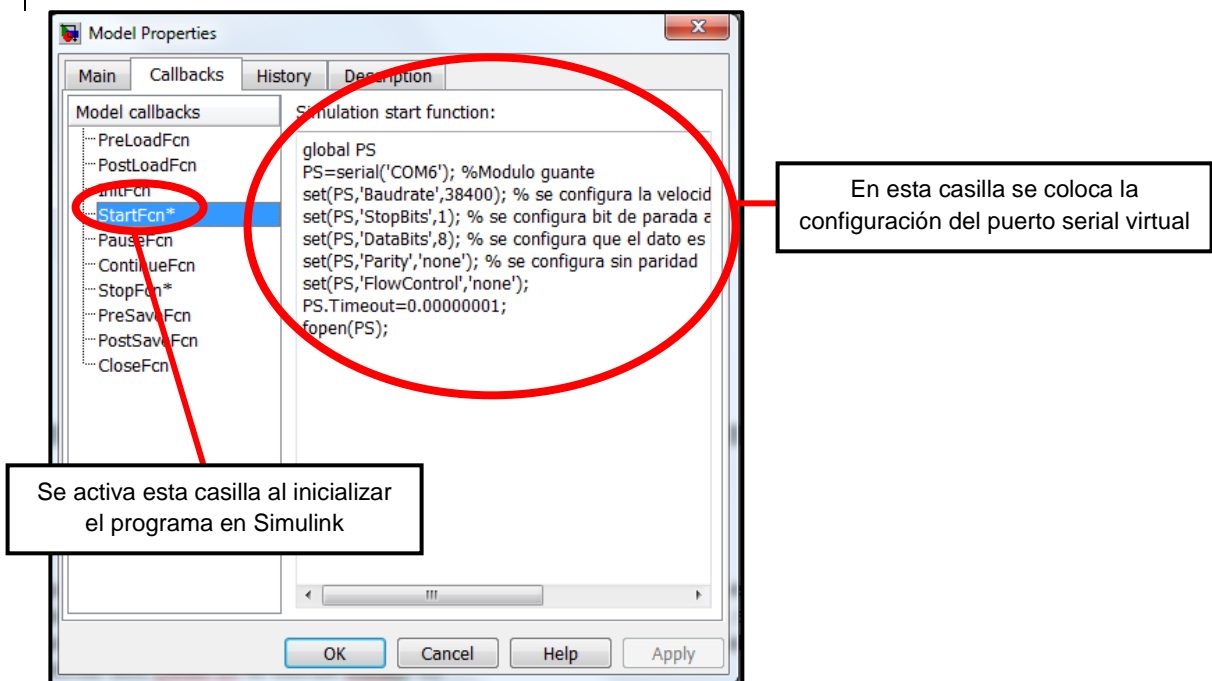 Model Properties
Main
Callbacks
History
Description
Model callbacks
PreLoadFcn
PostLoadFcn
InitFcn
StartFcn*
PauseFcn
ContinueFcn
StopFcn*
PreSaveFcn
PostSaveFcn
CloseFcn
Simulation start function:
global PS
PS=serial('COM6'); %Modulo guante
set(PS,'Baudrate',38400); % se configura la velocid
set(PS,'StopBits',1); % se configura bit de parada a
set(PS,'DataBits',8); % se configura que el dato es
set(PS,'Parity','none'); % se configura sin paridad
set(PS,'FlowControl','none');
PS.Timeout=0.00000001;
fopen(PS);
En esta casilla se coloca la
configuración del puerto serial virtual
Se activa esta casilla al inicializar
el programa en Simulink
OK
Cancel
Help
Apply